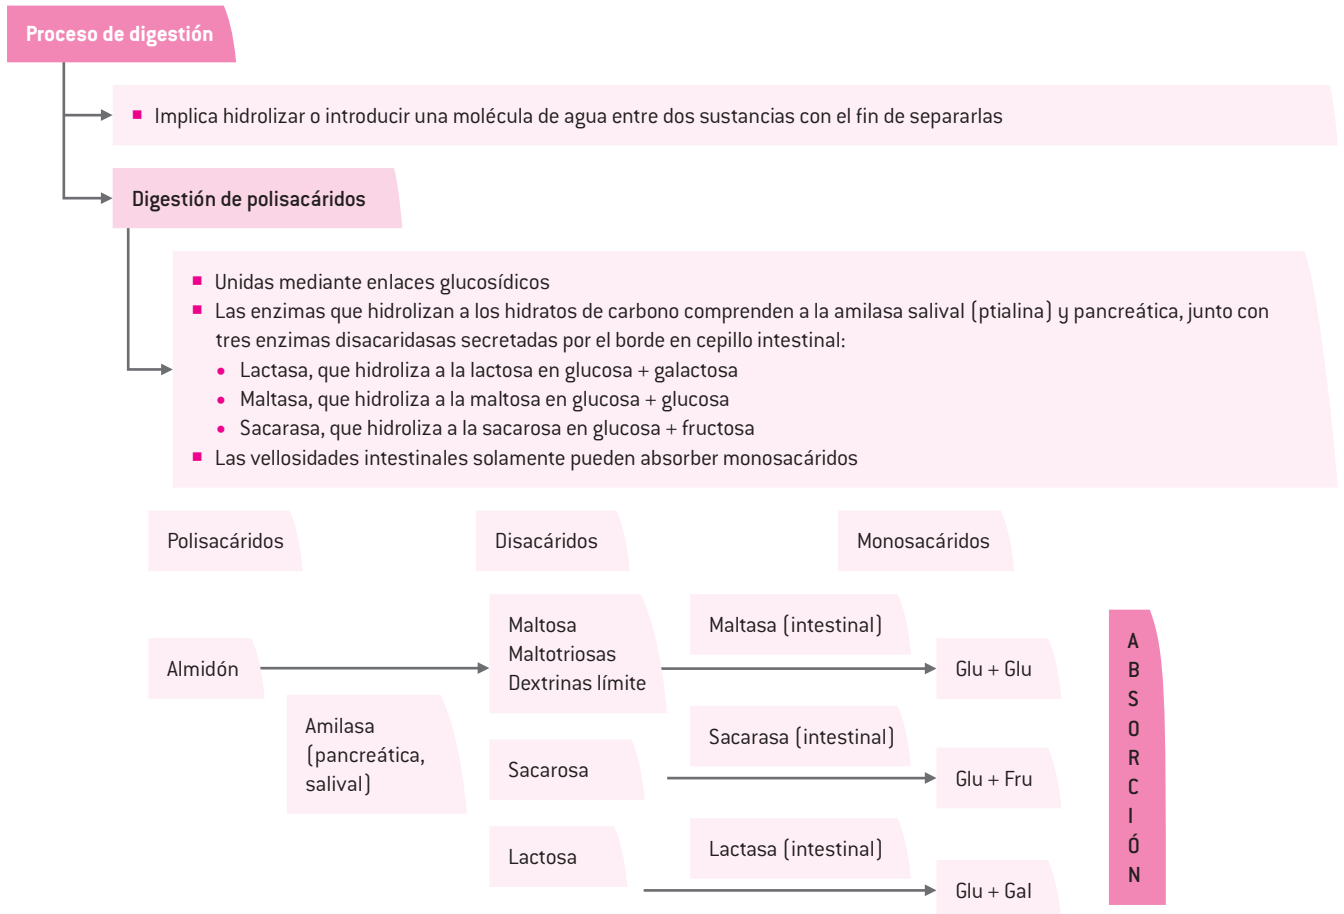 Proceso de digestión
Implica hidrolizar o introducir una molécula de agua entre dos sustancias con el fin de separarlas
Digestión de polisacáridos
Unidas mediante enlaces glucosídicos
Las enzimas que hidrolizan a los hidratos de carbono comprenden a la amilasa salival (ptialina) y pancreática, junto con
tres enzimas disacaridasas secretadas por el borde en cepillo intestinal:
Lactasa, que hidroliza a la lactosa en glucosa + galactosa
Maltasa, que hidroliza a la maltosa en glucosa + glucosa
Sacarasa, que hidroliza a la sacarosa en glucosa + fructosa
Las vellosidades intestinales solamente pueden absorber monosacáridos
Polisacáridos
Disacáridos
Monosacáridos
Almidón
Amilasa
(pancreática,
salival)
Maltosa
Maltotriosas
Dextrinas límite
Maltasa (intestinal)
Glu + Glu
Sacarosa
Sacarasa (intestinal)
Glu + Fru
Lactosa
Lactasa (intestinal)
Glu + Gal
ABSORCIÓN